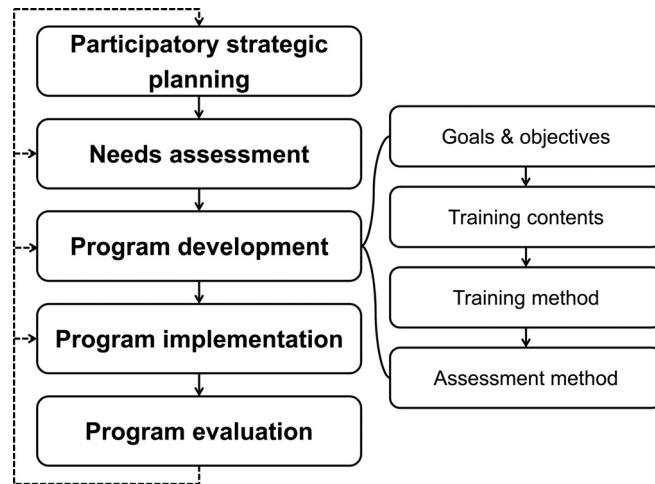 Participatory strategic
planning
Needs assessment
Program development
Program implementation
Program evaluation
Goals & objectives
Training contents
Training method
Assessment method